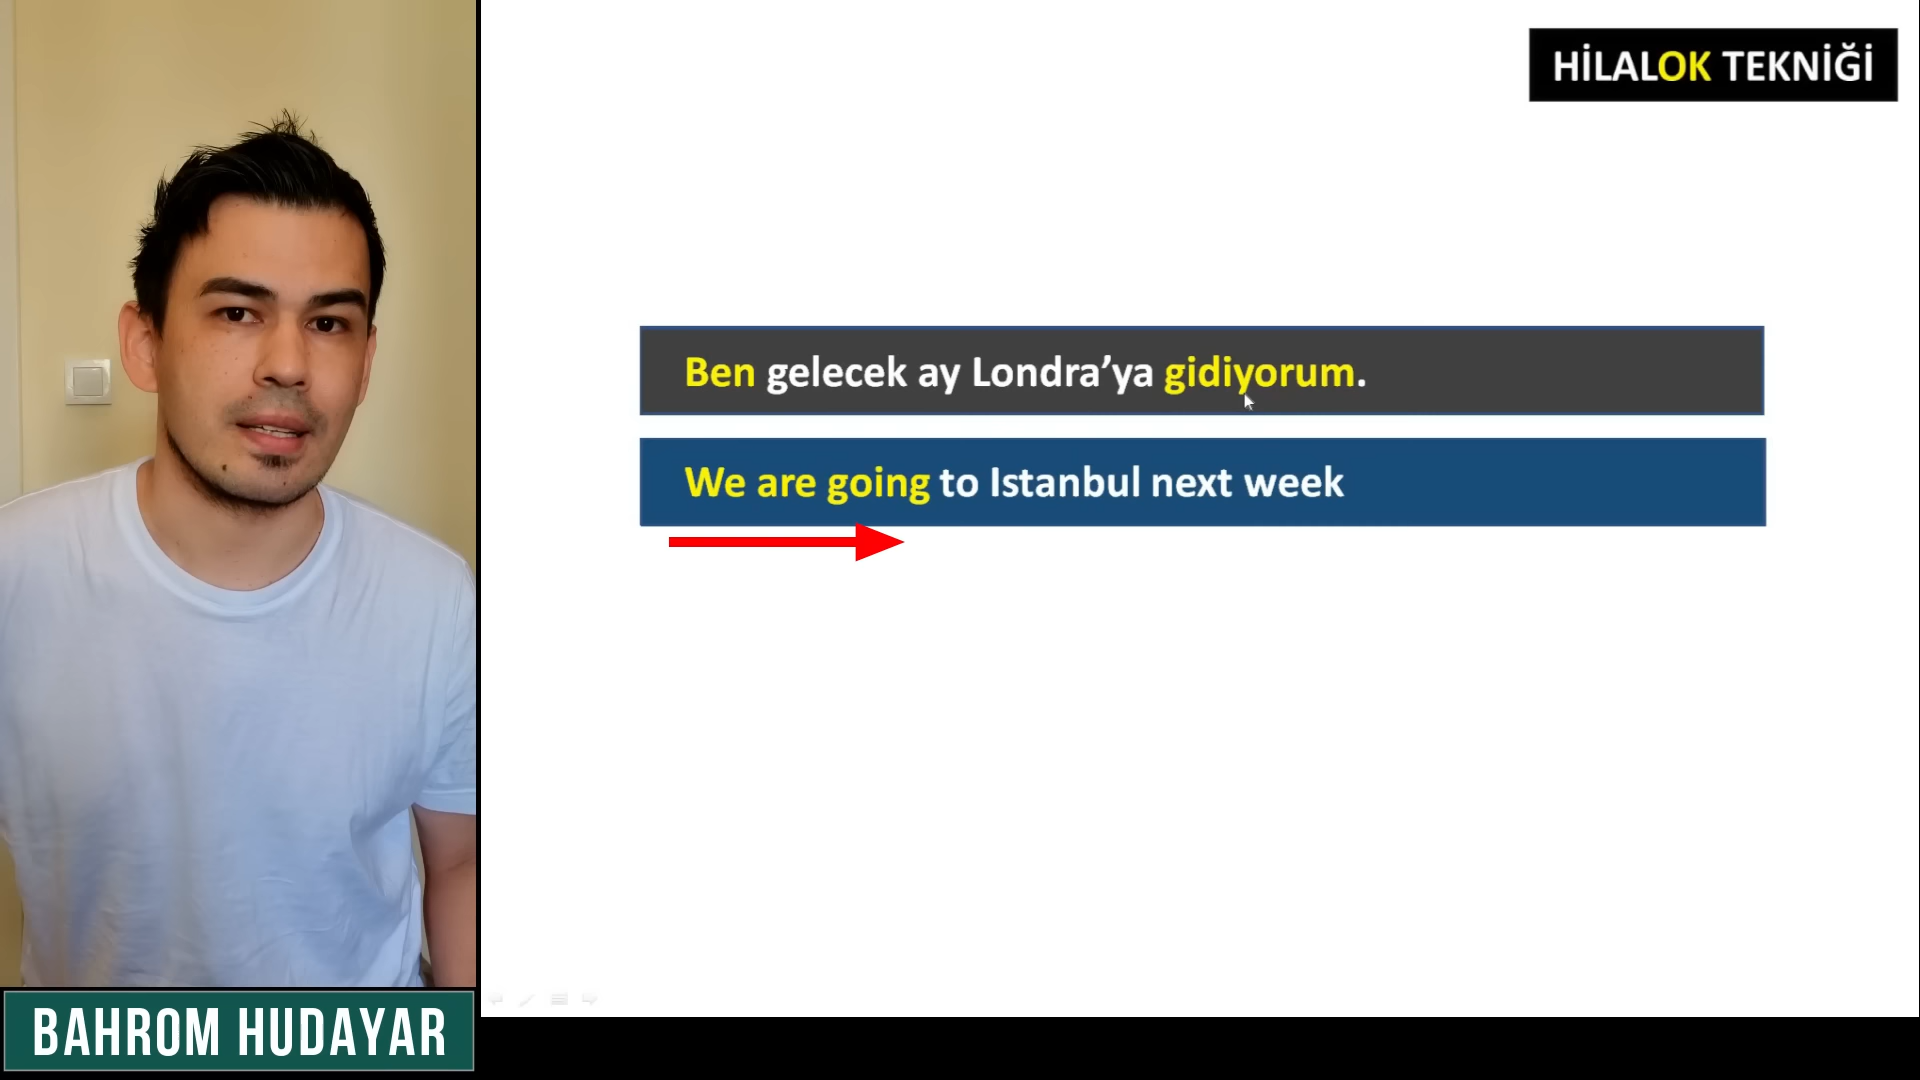 HİLALOK TEKNİĞİ
Ben gelecek ay Londra’ya gidiyorum.
We are going to Istanbul next week
BAHROM HUDAYAR